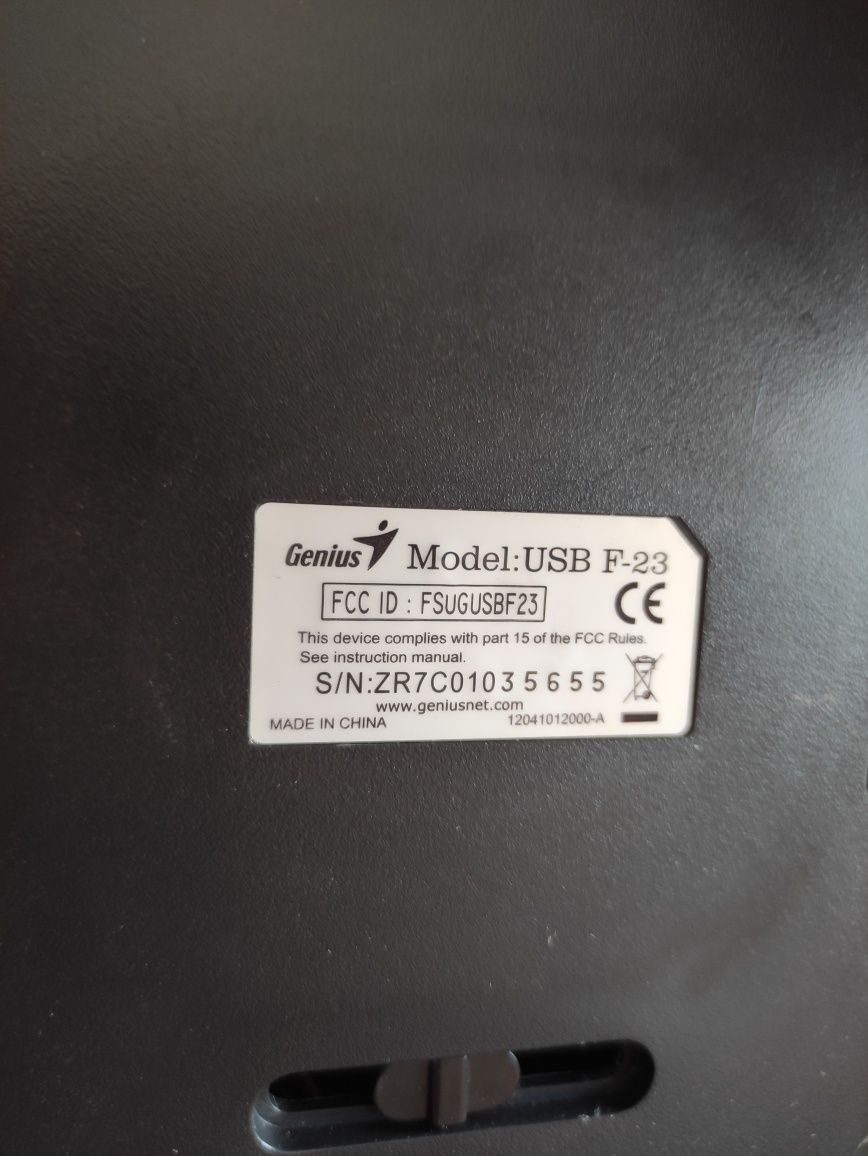 Genius Model:USB F-23
FCC ID : FSUGUSBF23
This device complies with part 15 of the FCC Rules.
See instruction manual.
S/N:ZR7C01035655
www.geniusnet.com
MADE IN CHINA 12041012000-A